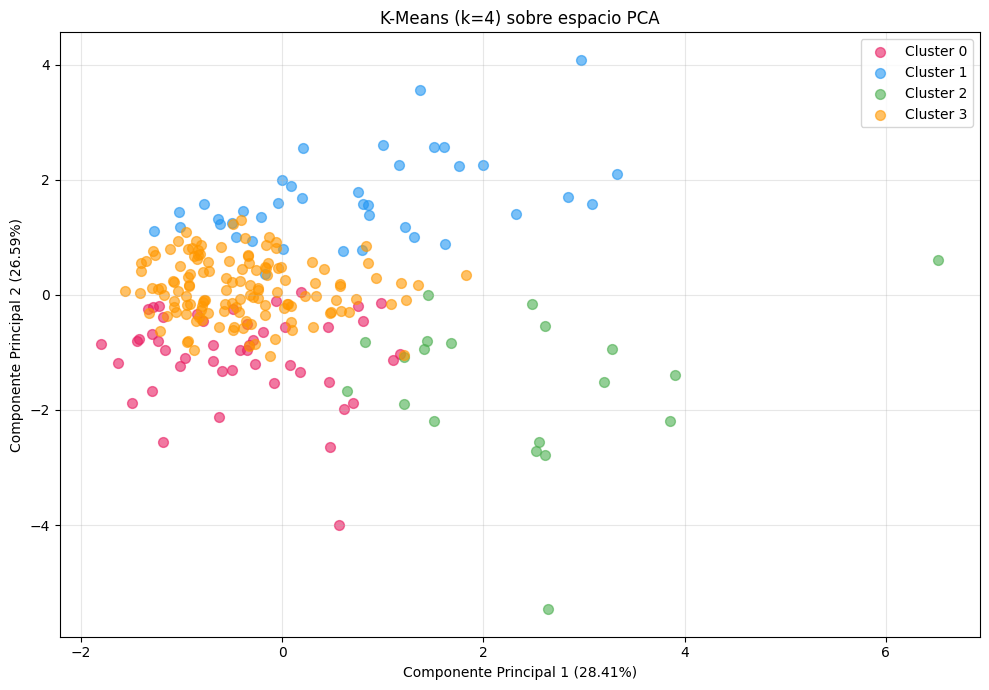 K-Means (k=4) sobre espacio PCA
Cluster 0
Cluster 1
Cluster 2
Cluster 3
Componente Principal 2 (26.59%)
4
2
0
−2
−4
−2
0
2
4
6
Componente Principal 1 (28.41%)